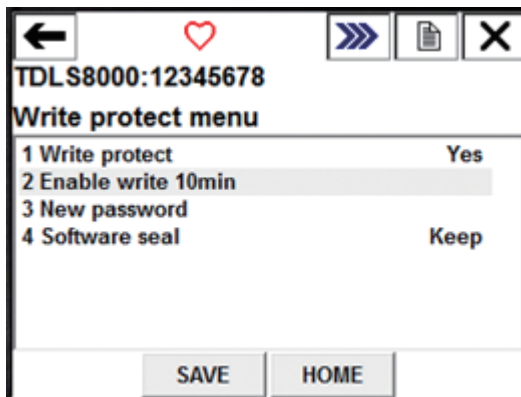 TDLS8000:12345678
Write protect menu
1 Write protect Yes
2 Enable write 10min
3 New password
4 Software seal Keep
SAVE HOME